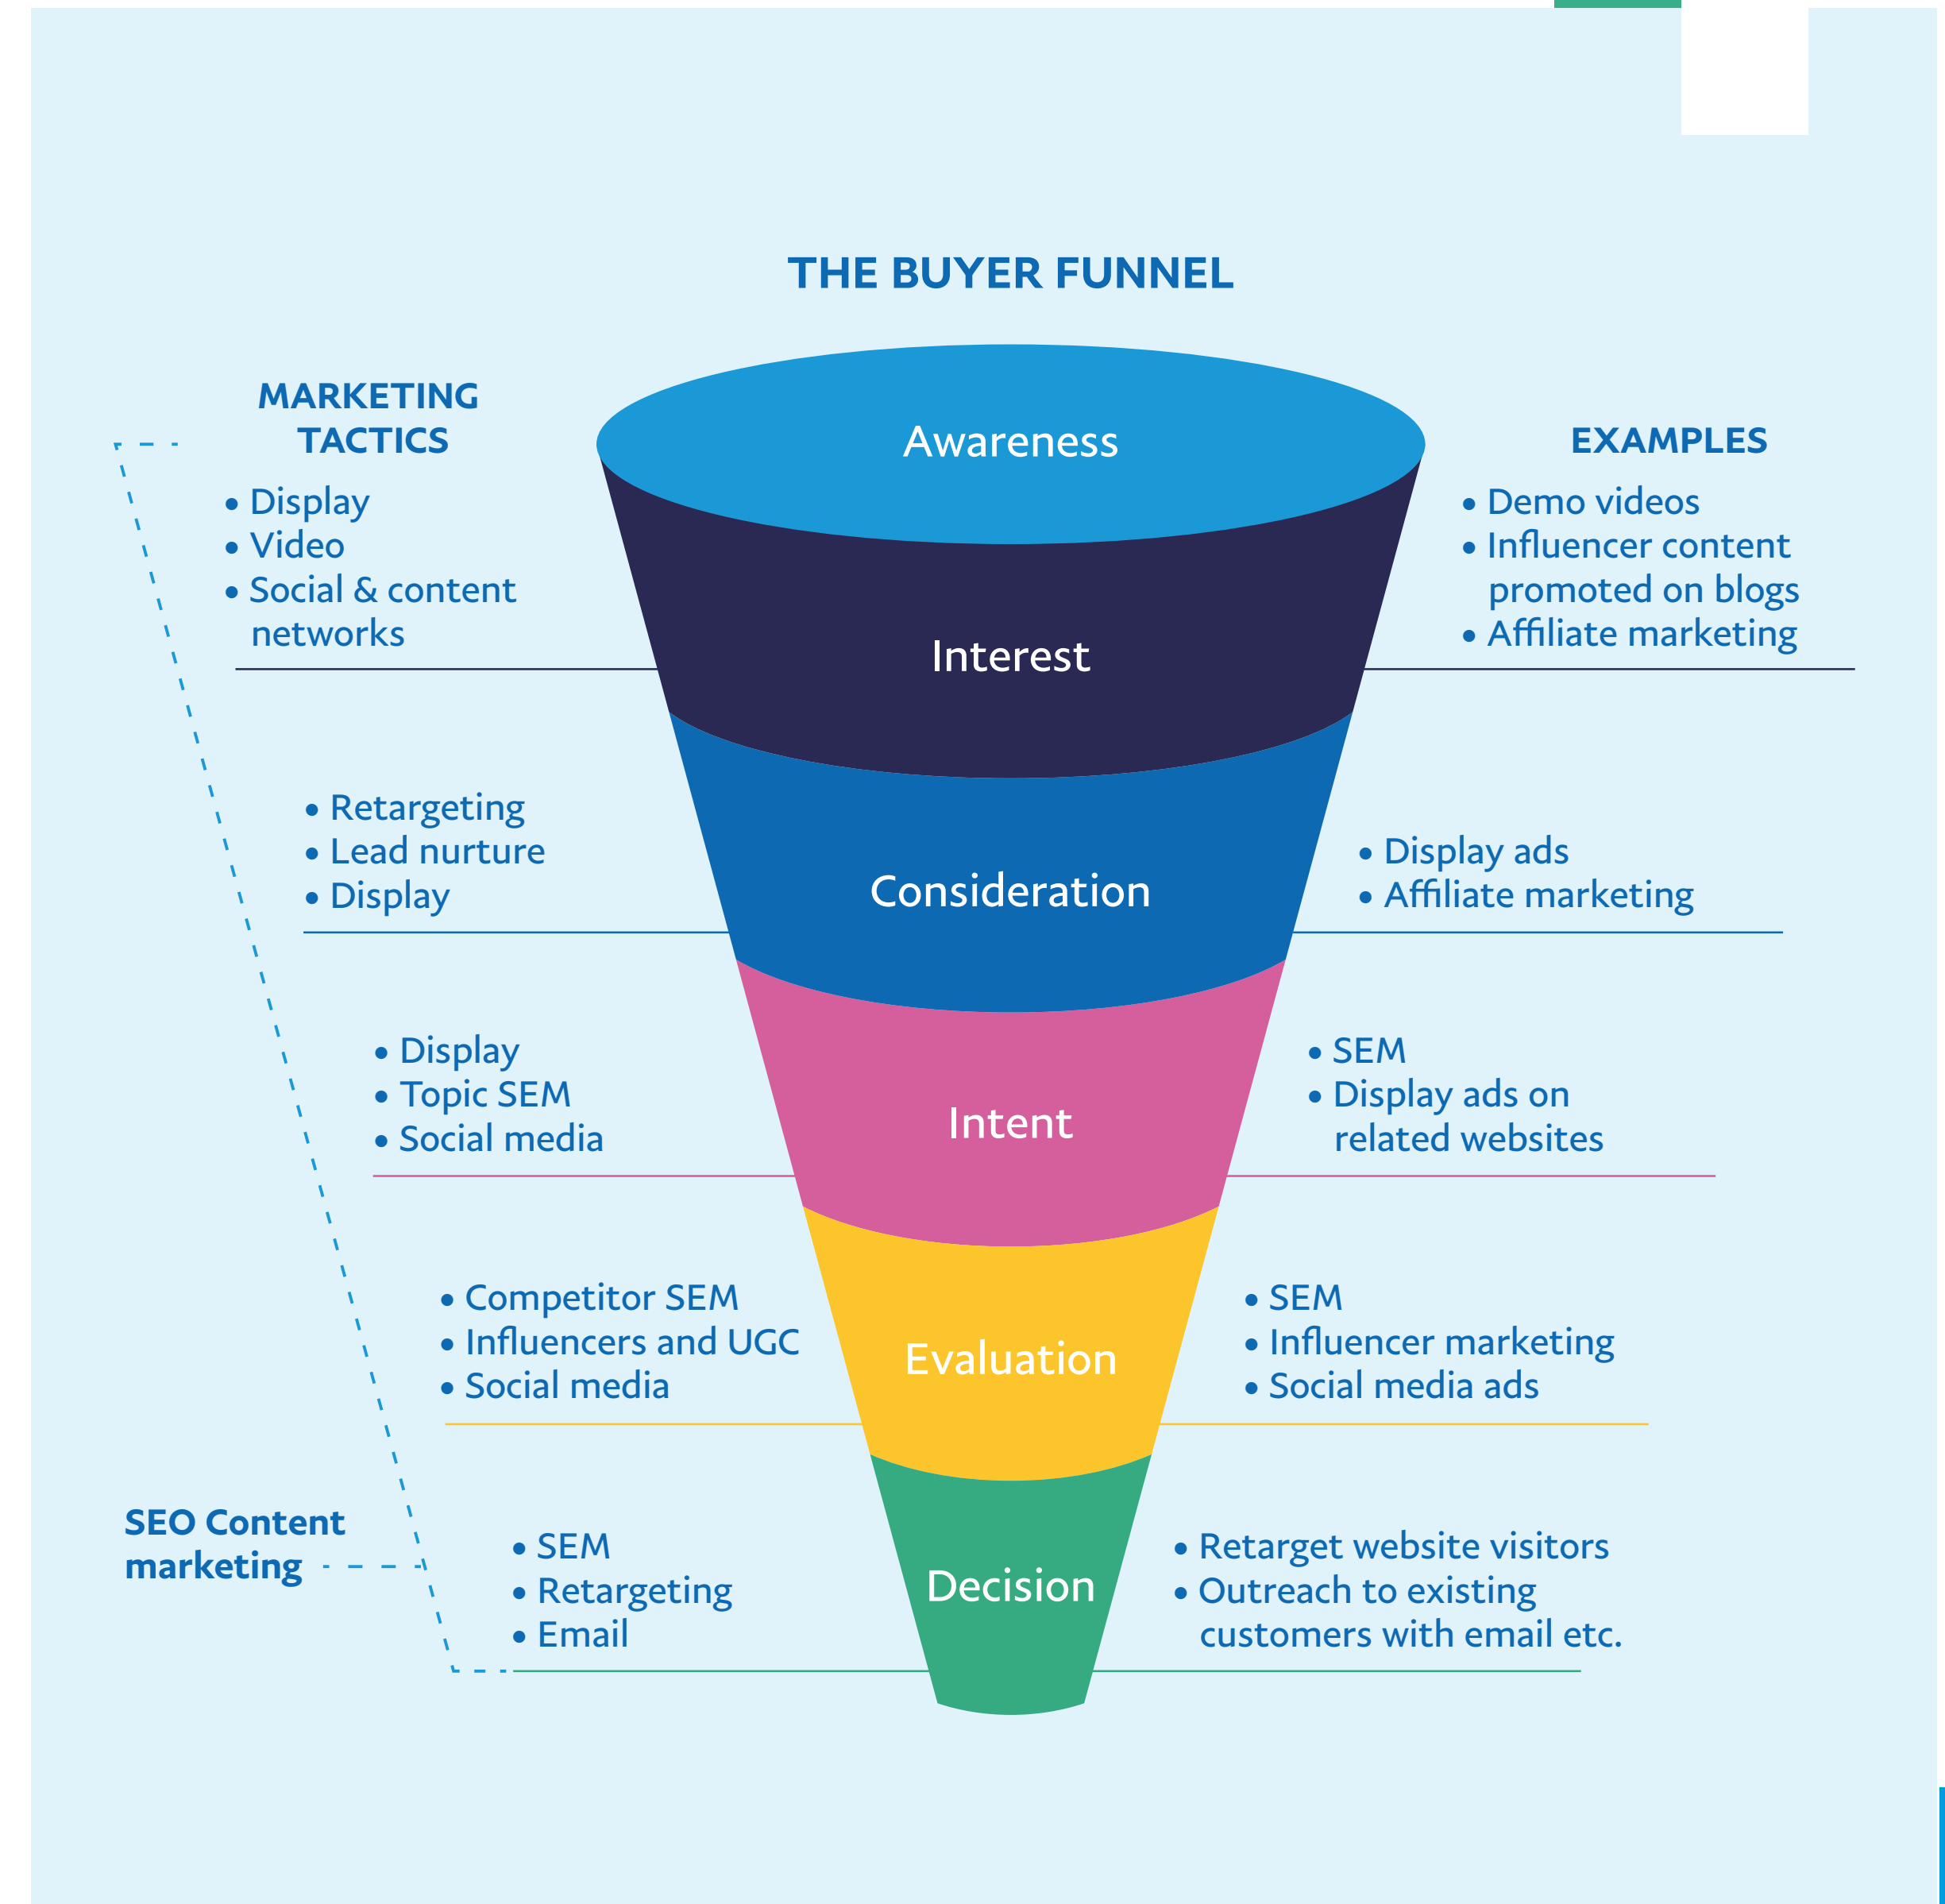 THE BUYER FUNNEL
MARKETING
TACTICS
• Display
• Video
• Social & content
networks
Awareness
Interest
EXAMPLES
• Demo videos
• Influencer content
promoted on blogs
• Affiliate marketing
• Retargeting
• Lead nurture
• Display
Consideration
• Display ads
• Affiliate marketing
• Display
• Topic SEM
• Social media
Intent
• SEM
• Display ads on
related websites
• Competitor SEM
• Influencers and UGC
• Social media
Evaluation
• SEM
• Influencer marketing
• Social media ads
SEO Content
marketing
• SEM
• Retargeting
• Email
Decision
• Retarget website visitors
• Outreach to existing
customers with email etc.